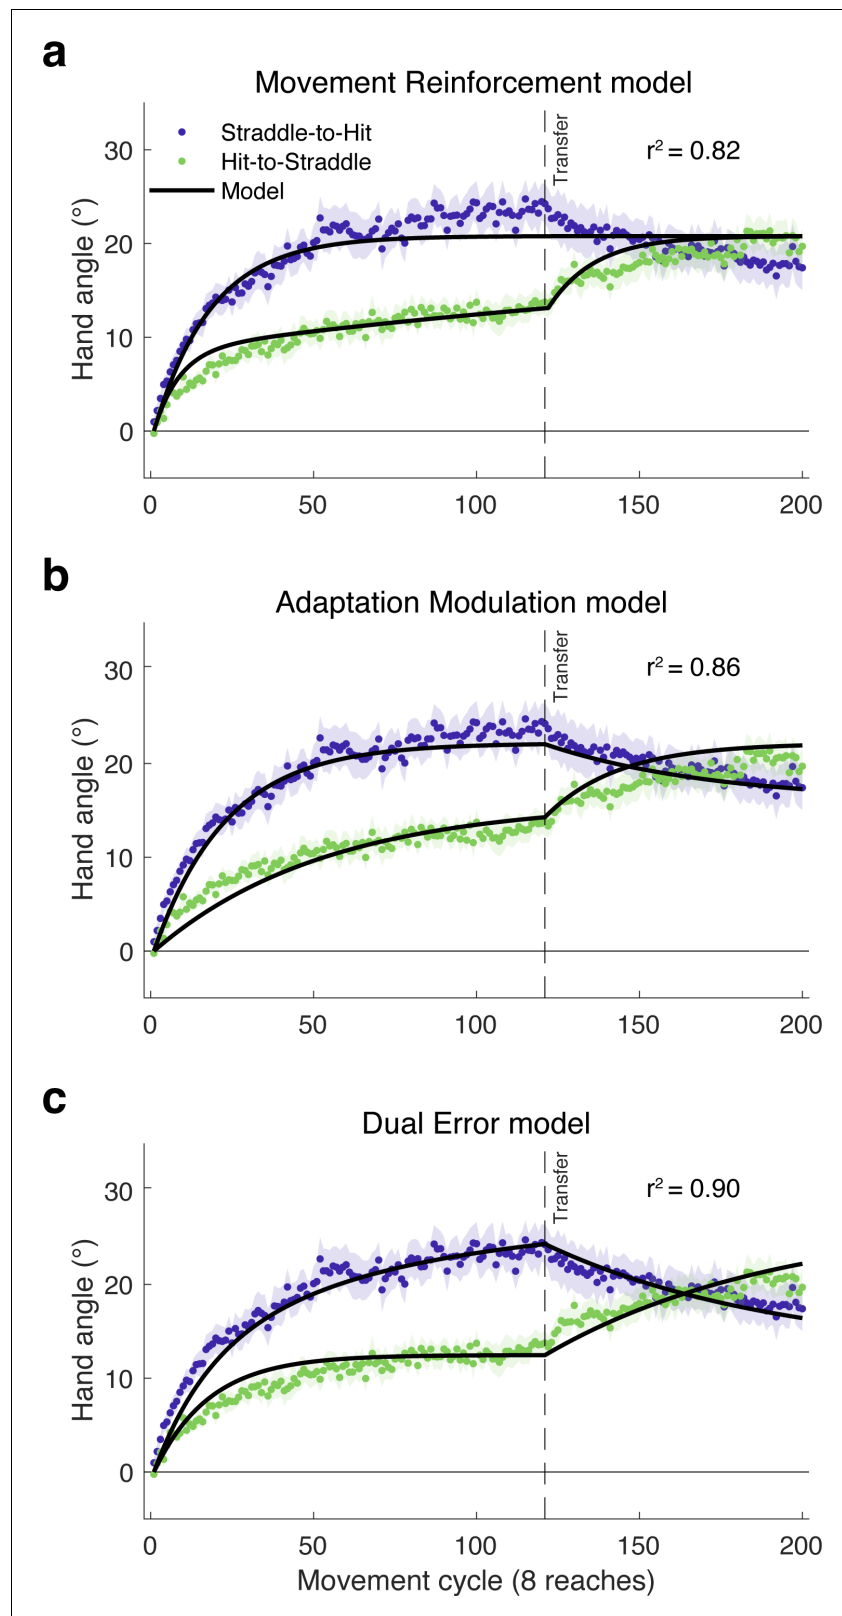 a
Movement Reinforcement model
Straddle-to-Hit
Hit-to-Straddle
Model
Transfer
r² = 0.82
Hand angle (°)
30
20
10
0
0 50 100 150 200
b
Adaptation Modulation model
Transfer
r² = 0.86
Hand angle (°)
30
20
10
0
0 50 100 150 200
c
Dual Error model
Transfer
r² = 0.90
Hand angle (°)
30
20
10
0
0 50 100 150 200
Movement cycle (8 reaches)